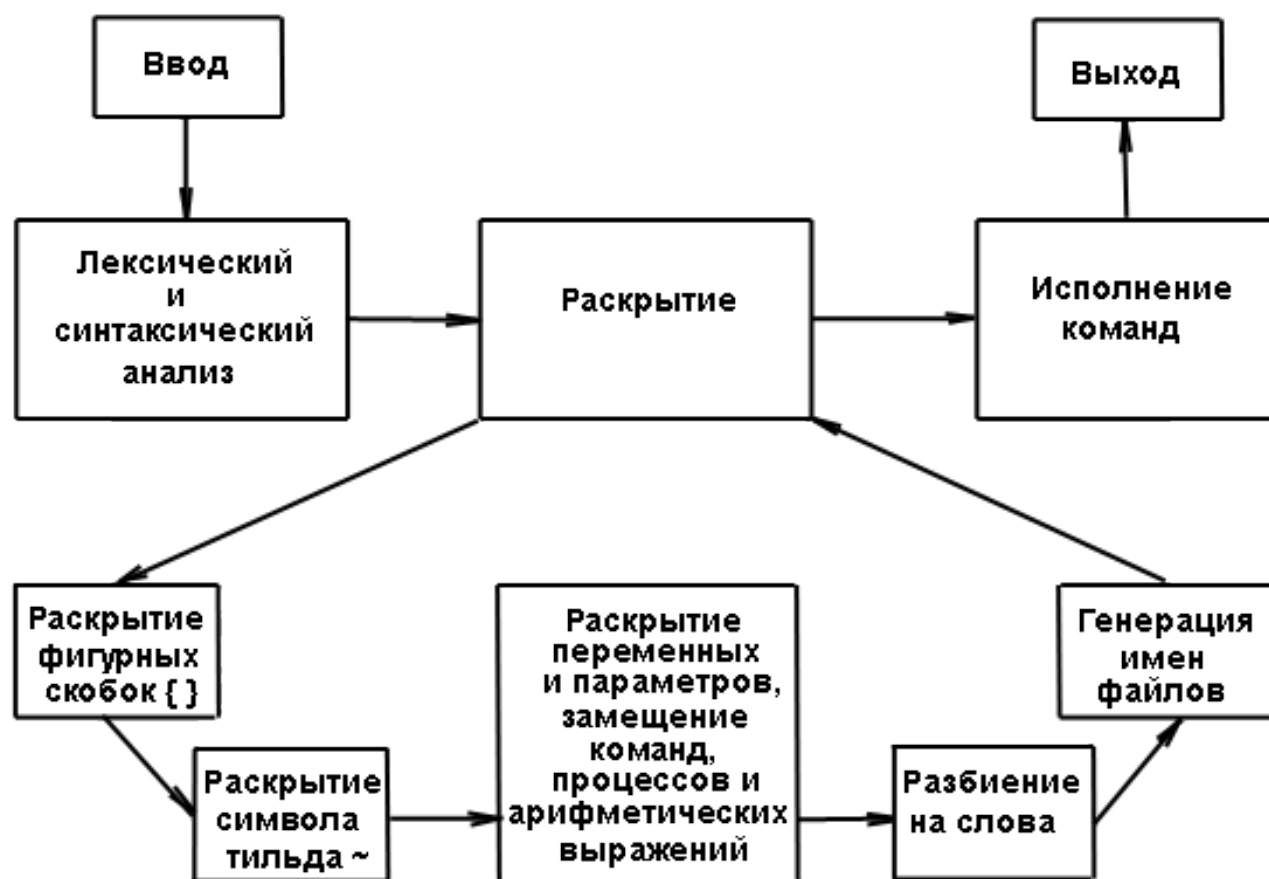 Ввод
Выход
Лексический
и
синтаксический
анализ
Раскрытие
Исполнение
команд
Раскрытие
фигурных
скобок { }
Раскрытие
символа
тильда ~
Раскрытие
переменных
и параметров,
замещение
команд,
процессов и
арифметических
выражений
Разбиение
на слова
Генерация
имен
файлов